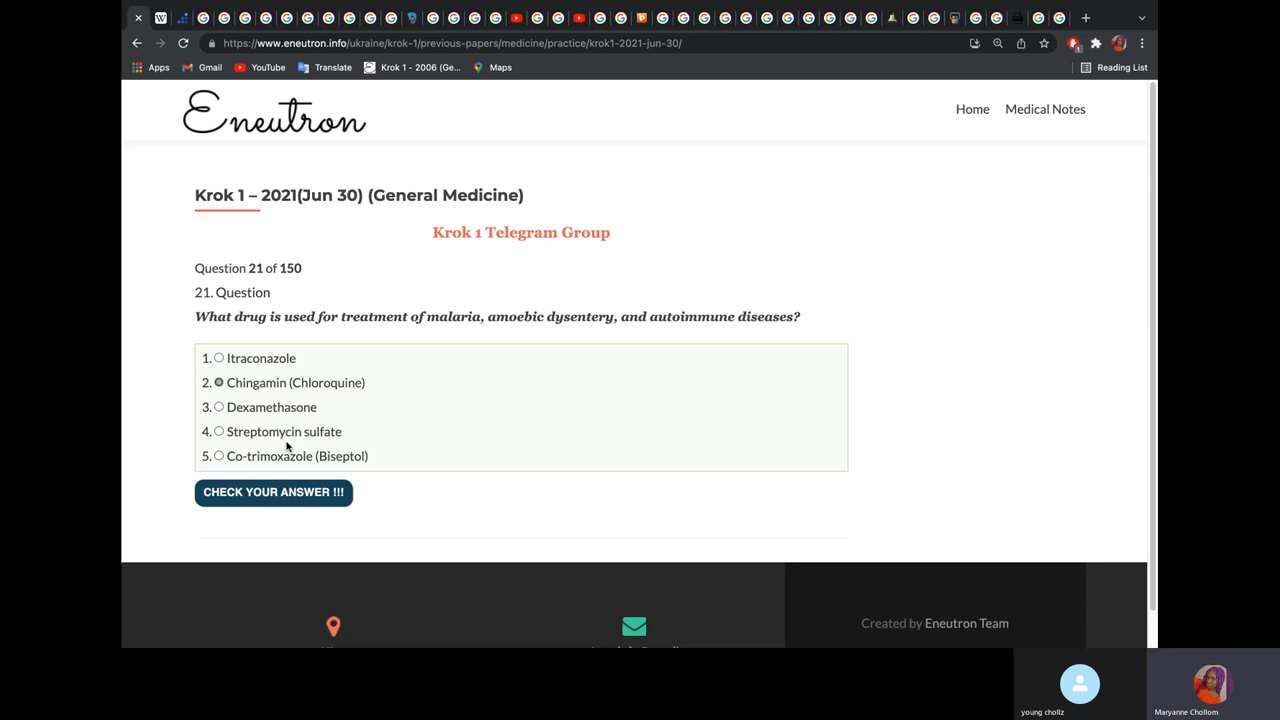 https://www.eneutron.info/ukraine/krok-1/previous-papers/medicine/practice/krok1-2021-jun-30/
Apps Gmail YouTube Translate Krok 1 - 2006 (Ge... Maps Reading List
Eneutron
Home Medical Notes
Krok 1 – 2021(Jun 30) (General Medicine)
Krok 1 Telegram Group
Question 21 of 150
21. Question
What drug is used for treatment of malaria, amoebic dysentery, and autoimmune diseases?
1. Itraconazole
2. Chingamin (Chloroquine)
3. Dexamethasone
4. Streptomycin sulfate
5. Co-trimoxazole (Biseptol)
CHECK YOUR ANSWER !!!
Created by Eneutron Team
young chollz
Maryanne Chollom